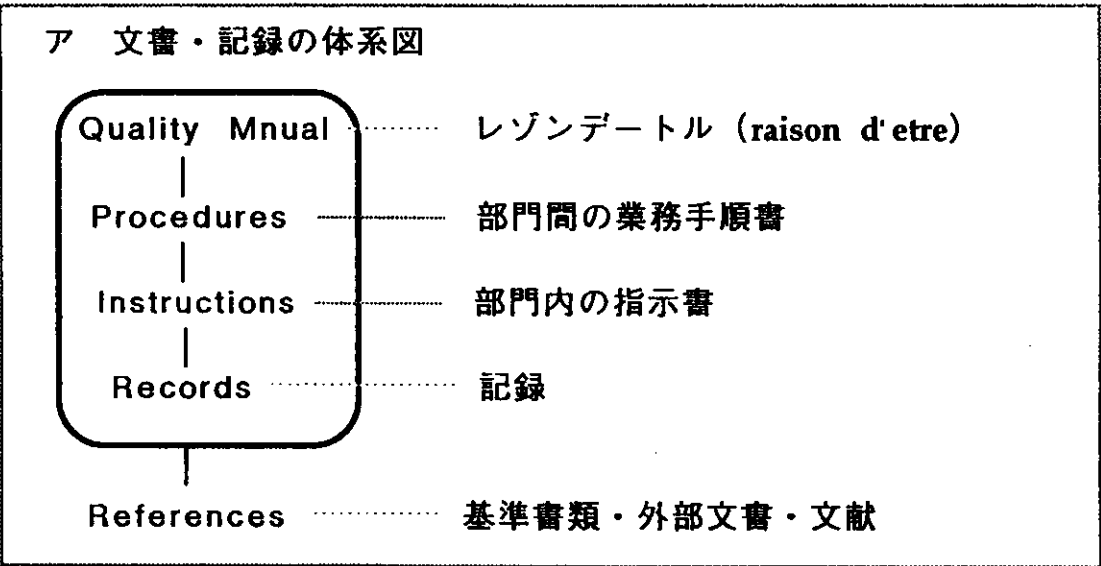 ア 文書・記録の体系図
Quality Mnual ……… レゾンデートル (raison d'etre)
Procedures ……… 部門間の業務手順書
Instructions ……… 部門内の指示書
Records ……… 記録
References ……… 基準書類・外部文書・文献